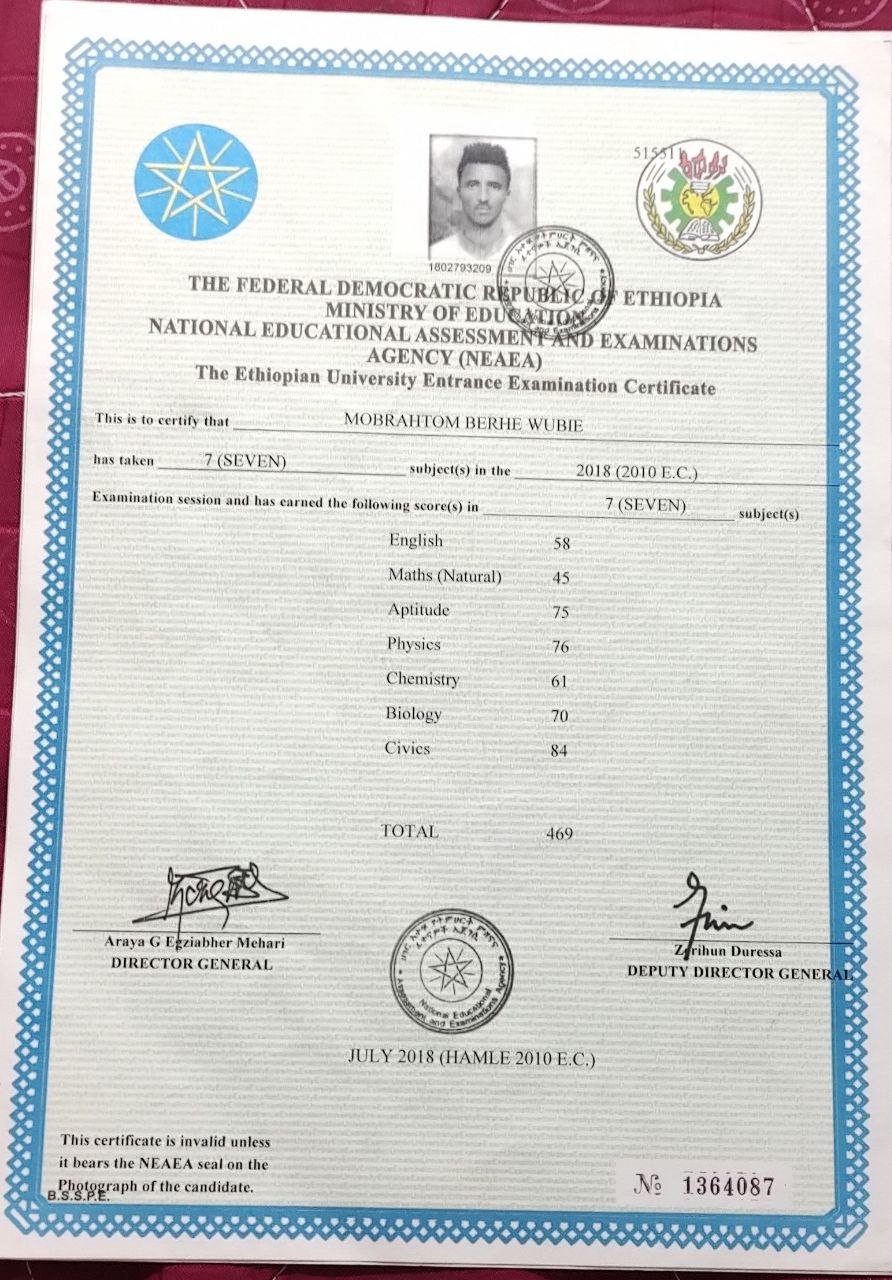 515511
1802793209
THE FEDERAL DEMOCRATIC REPUBLIC OF ETHIOPIA
MINISTRY OF EDUCATION
NATIONAL EDUCATIONAL ASSESSMENT AND EXAMINATIONS
AGENCY (NEAEA)
The Ethiopian University Entrance Examination Certificate
This is to certify that MOBRAHTOM BERHE WUBIE
has taken 7 (SEVEN) subject(s) in the 2018 (2010 E.C.)
Examination session and has earned the following score(s) in 7 (SEVEN) subject(s)
English 58
Maths (Natural) 45
Aptitude 75
Physics 76
Chemistry 61
Biology 70
Civics 84
TOTAL 469
Araya G Egziabher Mehari
DIRECTOR GENERAL
Zerihun Duressa
DEPUTY DIRECTOR GENERAL
National Educational
Assessment and Examinations Agency
JULY 2018 (HAMLE 2010 E.C.)
This certificate is invalid unless
it bears the NEAEA seal on the
Photograph of the candidate.
B.S.S.P.E.
№ 1364087